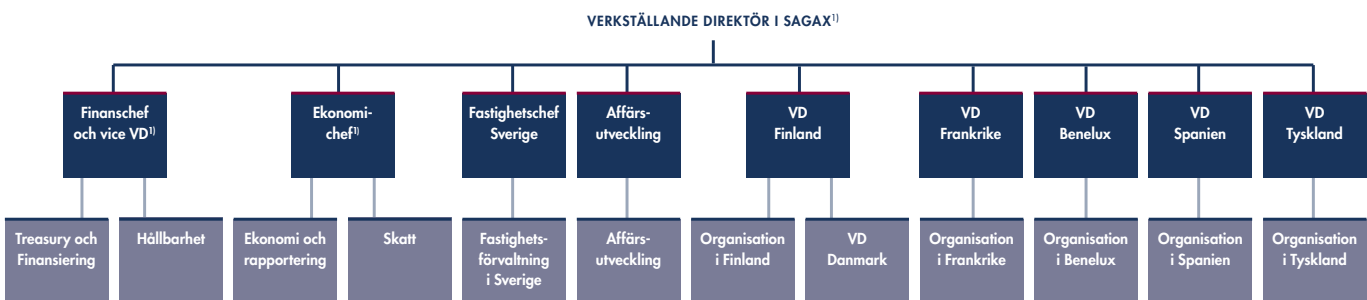 VERKSTÄLLANDE DIREKTÖR I SAGAX1)
Finanschef
och vice VD1)
Ekonomi-
chef1)
Fastighetschef
Sverige
Affärs-
utveckling
VD
Finland
VD
Frankrike
VD
Benelux
VD
Spanien
VD
Tyskland
Treasury och
Finansiering
Hållbarhet
Ekonomi och
rapportering
Skatt
Fastighets-
förvaltning
i Sverige
Affärs-
utveckling
Organisation
i Finland
VD
Danmark
Organisation
i Frankrike
Organisation
i Benelux
Organisation
i Spanien
Organisation
i Tyskland